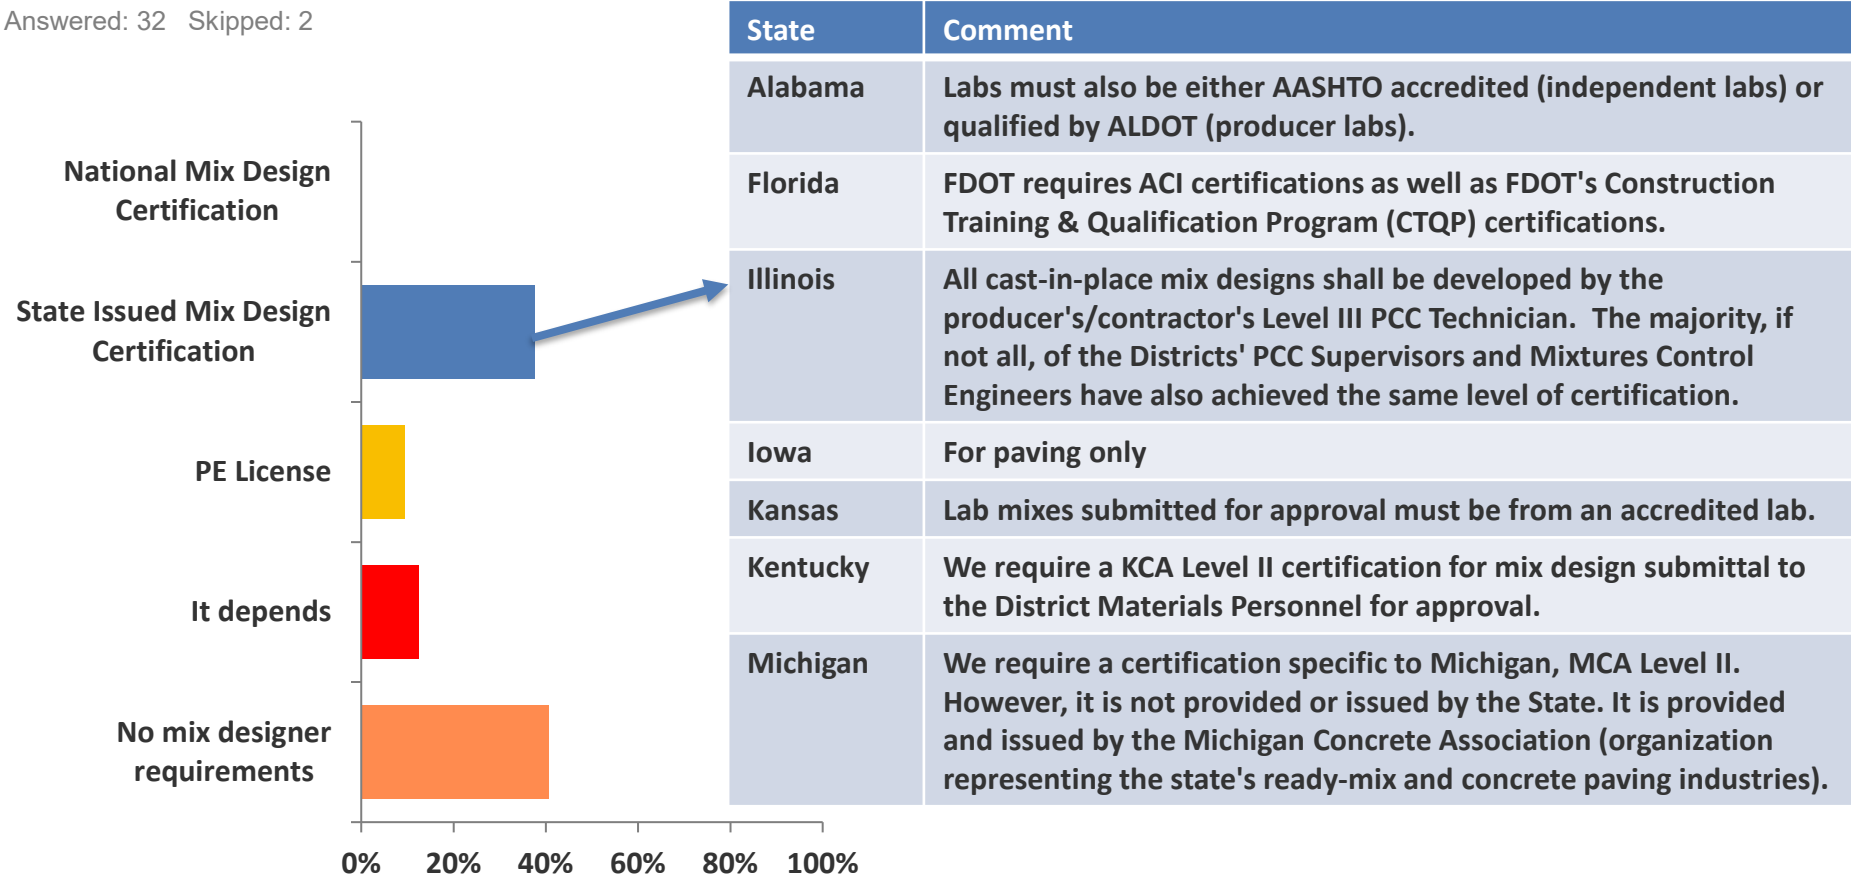 Answered: 32   Skipped: 2
National Mix Design
Certification
State Issued Mix Design
Certification
PE License
It depends
No mix designer
requirements
0% 20% 40% 60% 80% 100%
State Comment
Alabama Labs must also be either AASHTO accredited (independent labs) or
qualified by ALDOT (producer labs).
Florida FDOT requires ACI certifications as well as FDOT's Construction
Training & Qualification Program (CTQP) certifications.
Illinois All cast-in-place mix designs shall be developed by the
producer's/contractor's Level III PCC Technician.  The majority, if
not all, of the Districts' PCC Supervisors and Mixtures Control
Engineers have also achieved the same level of certification.
Iowa For paving only
Kansas Lab mixes submitted for approval must be from an accredited lab.
Kentucky We require a KCA Level II certification for mix design submittal to
the District Materials Personnel for approval.
Michigan We require a certification specific to Michigan, MCA Level II.
However, it is not provided or issued by the State. It is provided
and issued by the Michigan Concrete Association (organization
representing the state's ready-mix and concrete paving industries).